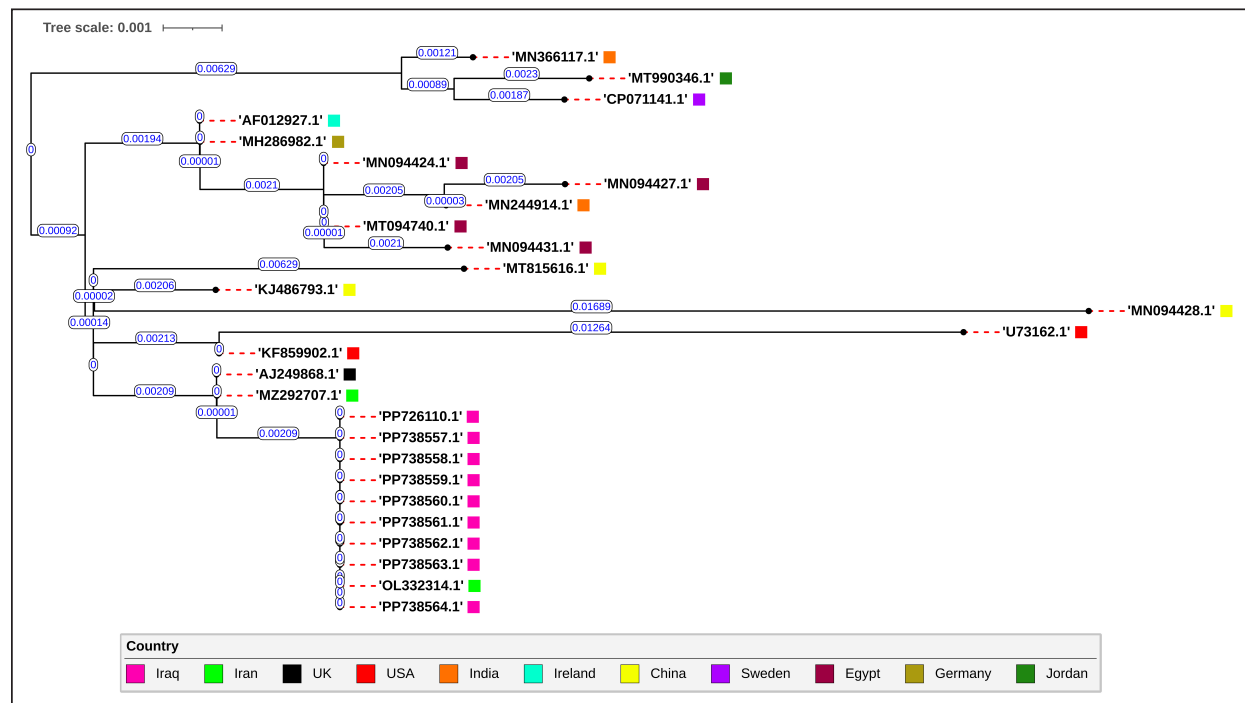 Tree scale: 0.001
0.00121 'MN366117.1'
0.00629
0.0023 'MT990346.1'
0.00089
0.00187 'CP071141.1'
0 'AF012927.1'
0.00194 0 'MH286982.1'
0
0.00001 0 'MN094424.1'
0.0021 0.00205 0.00205 'MN094427.1'
0.00003 'MN244914.1'
0
0 'MT094740.1'
0.00092 0.00001
0.0021 'MN094431.1'
0.00629 'MT815616.1'
0
0.00206 'KJ486793.1'
0.00002
0.01689 'MN094428.1'
0.00014
0.01264 'U73162.1'
0.00213
0 'KF859902.1'
0
0 'AJ249868.1'
0.00209 0 'MZ292707.1'
0.00001 0 'PP726110.1'
0.00209 0 'PP738557.1'
0 'PP738558.1'
0 'PP738559.1'
0 'PP738560.1'
0 'PP738561.1'
0 'PP738562.1'
0 'PP738563.1'
0
0 'OL332314.1'
0
0 'PP738564.1'
Country
Iraq Iran UK USA India Ireland China Sweden Egypt Germany Jordan